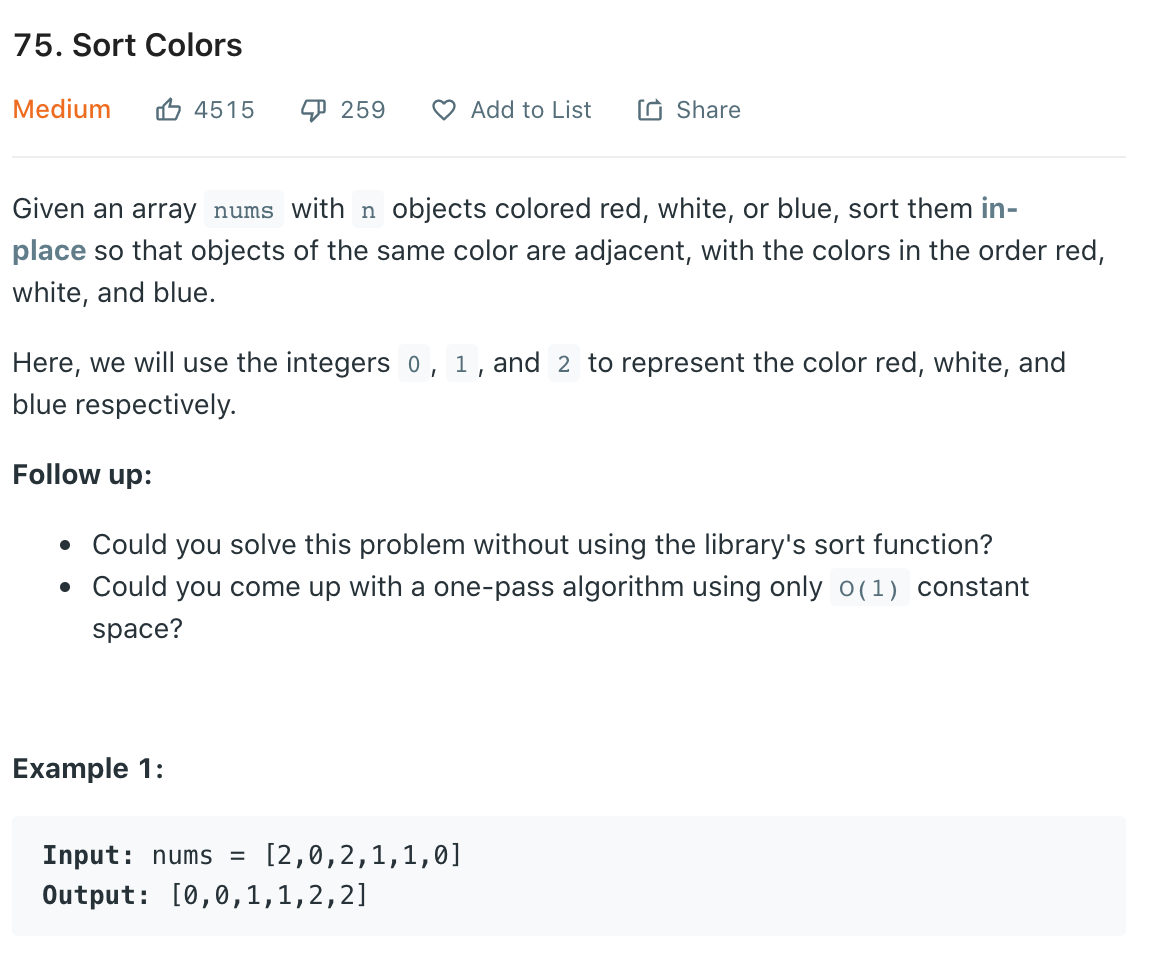 75. Sort Colors
Medium 4515 259 Add to List Share
Given an array nums with n objects colored red, white, or blue, sort them in-
place so that objects of the same color are adjacent, with the colors in the order red,
white, and blue.
Here, we will use the integers 0, 1, and 2 to represent the color red, white, and
blue respectively.
Follow up:
• Could you solve this problem without using the library's sort function?
• Could you come up with a one-pass algorithm using only O(1) constant
space?
Example 1:
Input: nums = [2,0,2,1,1,0]
Output: [0,0,1,1,2,2]